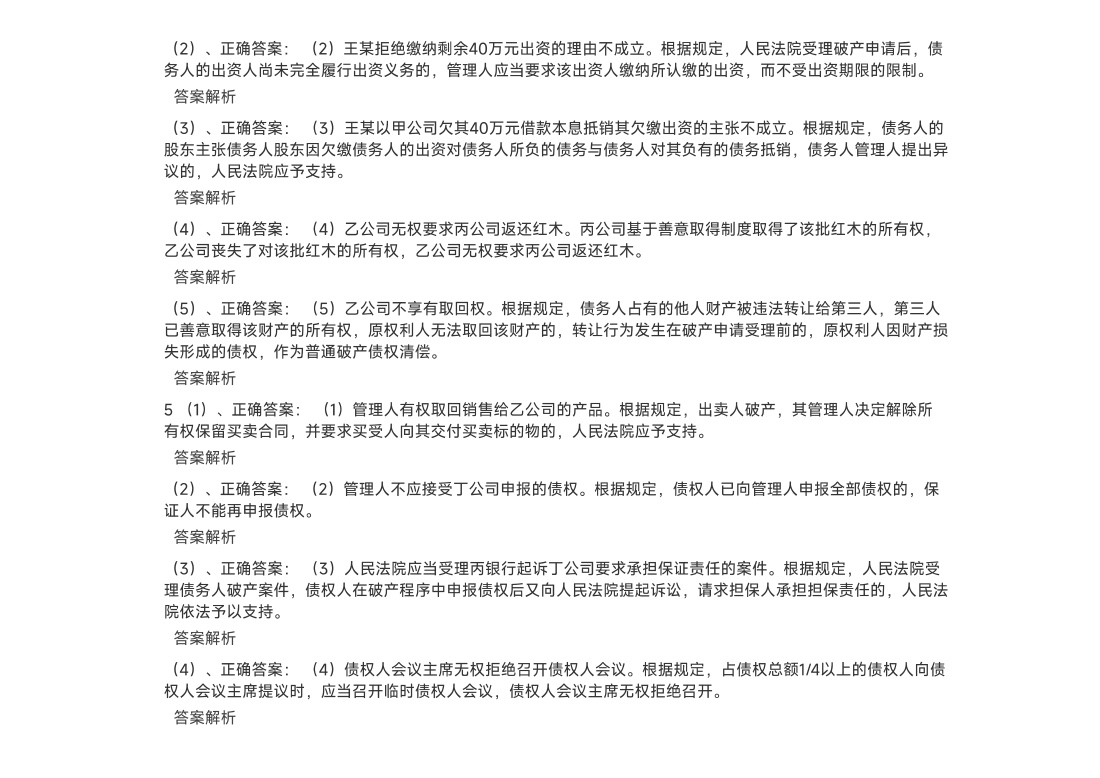 （2）、正确答案： （2）王某拒绝缴纳剩余40万元出资的理由不成立。根据规定，人民法院受理破产申请后，债
务人的出资人尚未完全履行出资义务的，管理人应当要求该出资人缴纳所认缴的出资，而不受出资期限的限制。
答案解析
（3）、正确答案： （3）王某以甲公司欠其40万元借款本息抵销其欠缴出资的主张不成立。根据规定，债务人的
股东主张债务人股东因欠缴债务人的出资对债务人所负的债务与债务人对其负有的债务抵销，债务人管理人提出异
议的，人民法院应予支持。
答案解析
（4）、正确答案： （4）乙公司无权要求丙公司返还红木。丙公司基于善意取得制度取得了该批红木的所有权，
乙公司丧失了对该批红木的所有权，乙公司无权要求丙公司返还红木。
答案解析
（5）、正确答案： （5）乙公司不享有取回权。根据规定，债务人占有的他人财产被违法转让给第三人，第三人
已善意取得该财产的所有权，原权利人无法取回该财产的，转让行为发生在破产申请受理前的，原权利人因财产损
失形成的债权，作为普通破产债权清偿。
答案解析
5 （1）、正确答案： （1）管理人有权取回销售给乙公司的产品。根据规定，出卖人破产，其管理人决定解除所
有权保留买卖合同，并要求买受人向其交付买卖标的物的，人民法院应予支持。
答案解析
（2）、正确答案： （2）管理人不应接受丁公司申报的债权。根据规定，债权人已向管理人申报全部债权的，保
证人不能再申报债权。
答案解析
（3）、正确答案： （3）人民法院应当受理丙银行起诉丁公司要求承担保证责任的案件。根据规定，人民法院受
理债务人破产案件，债权人在破产程序中申报债权后又向人民法院提起诉讼，请求担保人承担担保责任的，人民法
院依法予以支持。
答案解析
（4）、正确答案： （4）债权人会议主席无权拒绝召开债权人会议。根据规定，占债权总额1/4以上的债权人向债
权人会议主席提议时，应当召开临时债权人会议，债权人会议主席无权拒绝召开。
答案解析